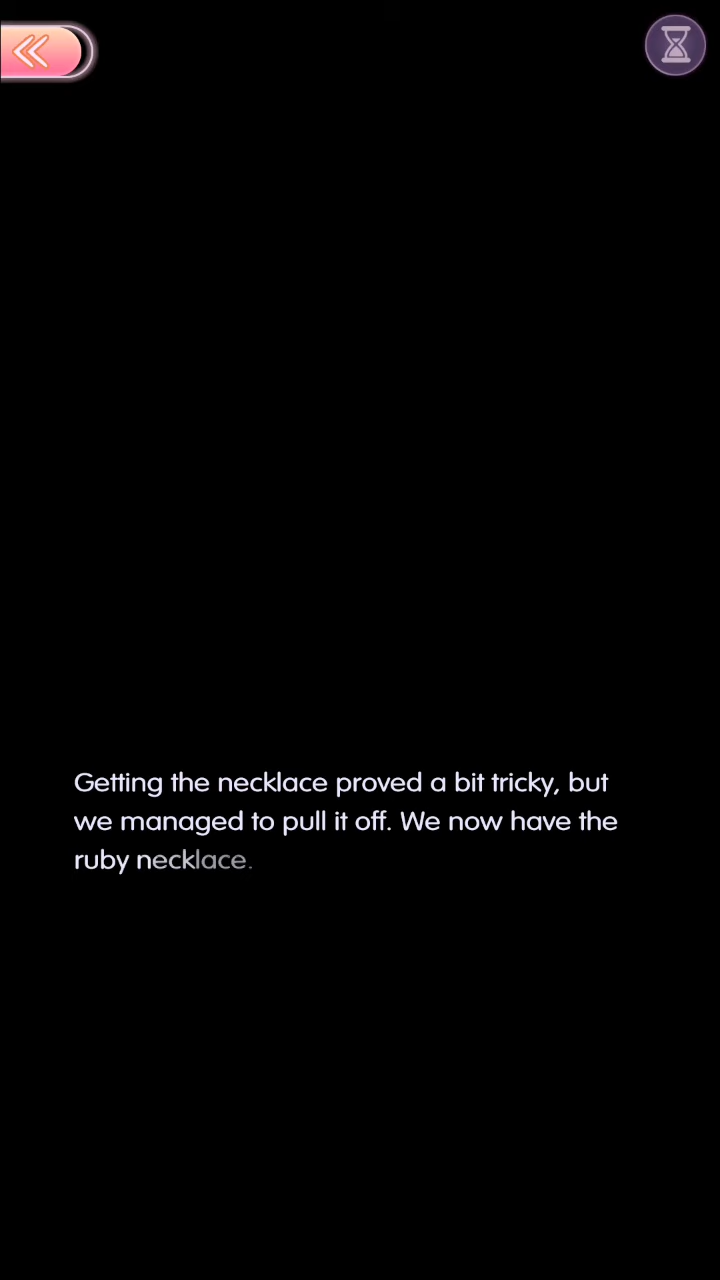 Getting the necklace proved a bit tricky, but
we managed to pull it off. We now have the
ruby necklace.